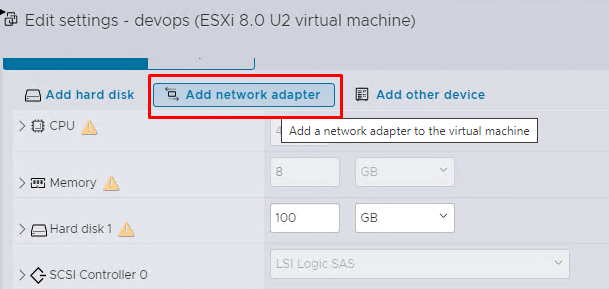 Edit settings - devops (ESXi 8.0 U2 virtual machine)
Add hard disk Add network adapter Add other device
Add a network adapter to the virtual machine
CPU 4
Memory 8 GB
Hard disk 1 100 GB
SCSI Controller 0 LSI Logic SAS